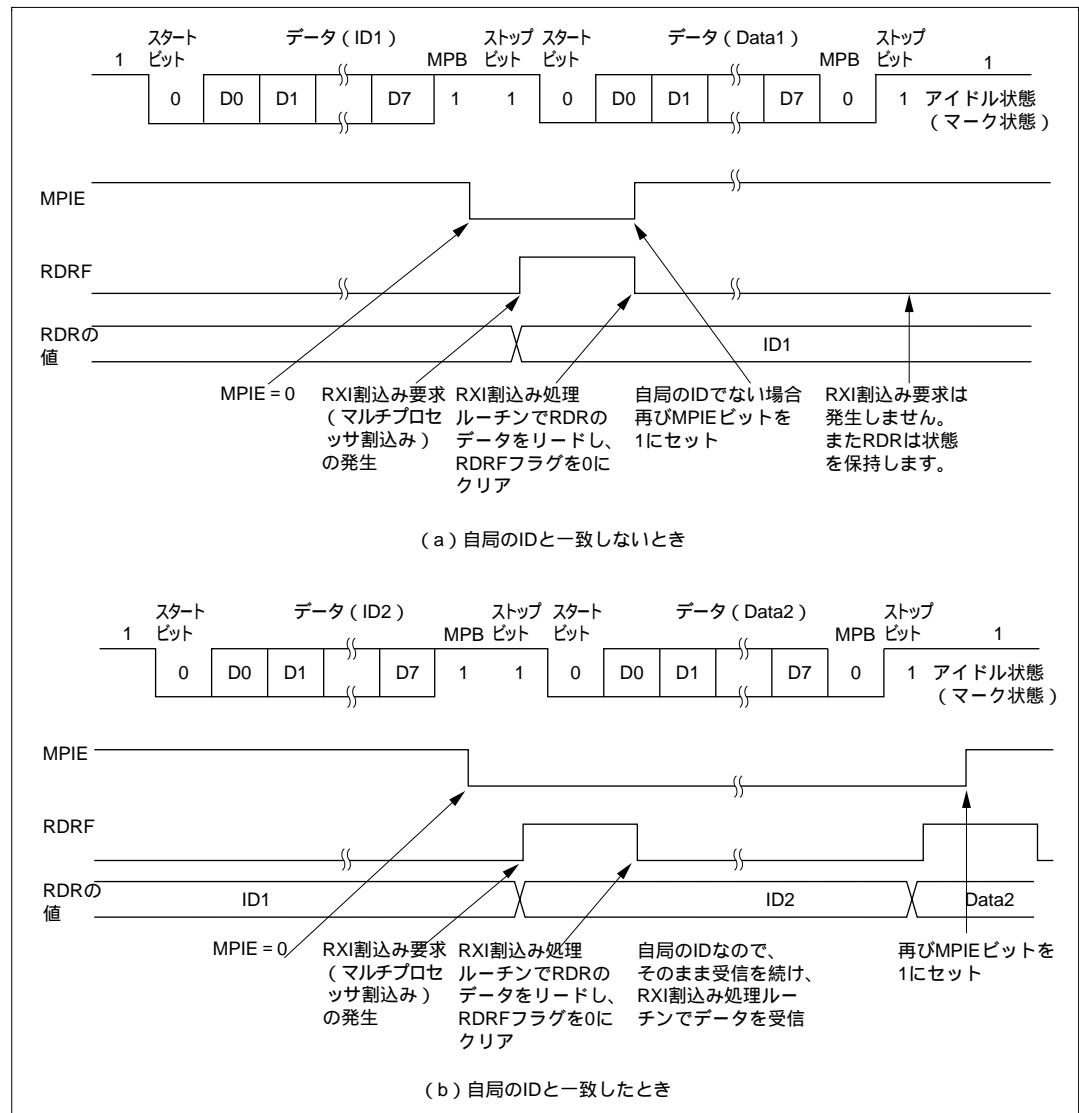 スタート データ（ID1） ストップ スタート データ（Data1） ストップ
1 ビット MPB ビット ビット MPB ビット 1
0 D0 D1 D7 1 1 0 D0 D1 D7 0 1 アイドル状態
（マーク状態）
MPIE
RDRF
RDRの
値
ID1
MPIE = 0
RXI割込み要求
（マルチプロセ
ッサ割込み）
の発生
RXI割込み処理
ルーチンでRDRの
データをリードし、
RDRFフラグを0に
クリア
自局のIDでない場合
再びMPIEビットを
1にセット
RXI割込み要求は
発生しません。
またRDRは状態
を保持します。
（a）自局のIDと一致しないとき
スタート データ（ID2） ストップ スタート データ（Data2） ストップ
1 ビット MPB ビット ビット MPB ビット 1
0 D0 D1 D7 1 1 0 D0 D1 D7 0 1 アイドル状態
（マーク状態）
MPIE
RDRF
RDRの
値
ID1 ID2 Data2
MPIE = 0
RXI割込み要求
（マルチプロセ
ッサ割込み）
の発生
RXI割込み処理
ルーチンでRDRの
データをリードし、
RDRFフラグを0に
クリア
自局のIDなので、
そのまま受信を続け、
RXI割込み処理ルー
チンでデータを受信
再びMPIEビットを
1にセット
（b）自局のIDと一致したとき